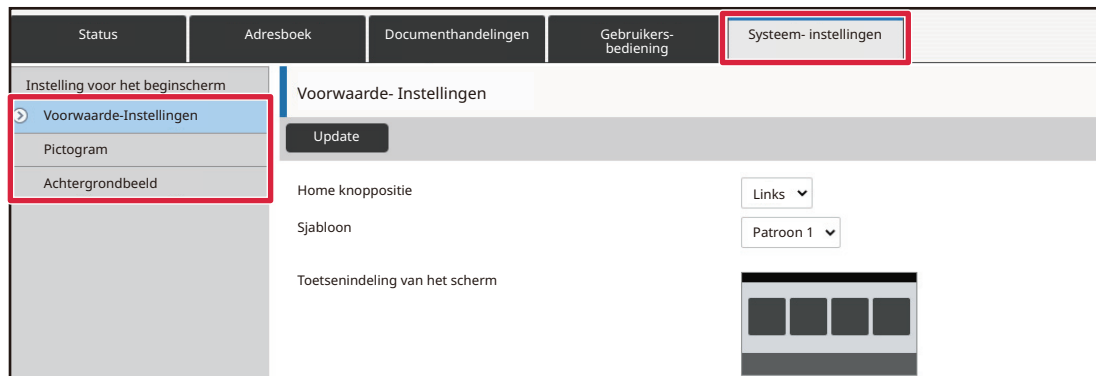 Status
Adresboek
Documenthandelingen
Gebruikers-
bediening
Systeem- instellingen
Instelling voor het beginscherm
Voorwaarde-Instellingen
Pictogram
Achtergrondbeeld
Voorwaarde- Instellingen
Update
Home knoppositie
Links
Sjabloon
Patroon 1
Toetsenindeling van het scherm